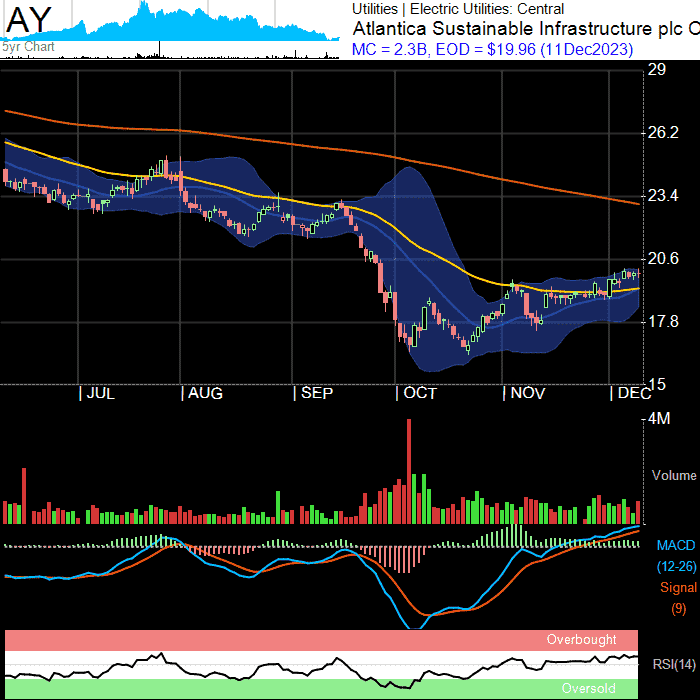 AY
5yr Chart
Utilities | Electric Utilities: Central
Atlantica Sustainable Infrastructure plc O
MC = 2.3B, EOD = $19.96 (11Dec2023)
29
26.2
23.4
20.6
17.8
15
| JUL | AUG | SEP | OCT | NOV | DEC
4M
Volume
MACD
(12-26)
Signal
(9)
Overbought
RSI(14)
Oversold